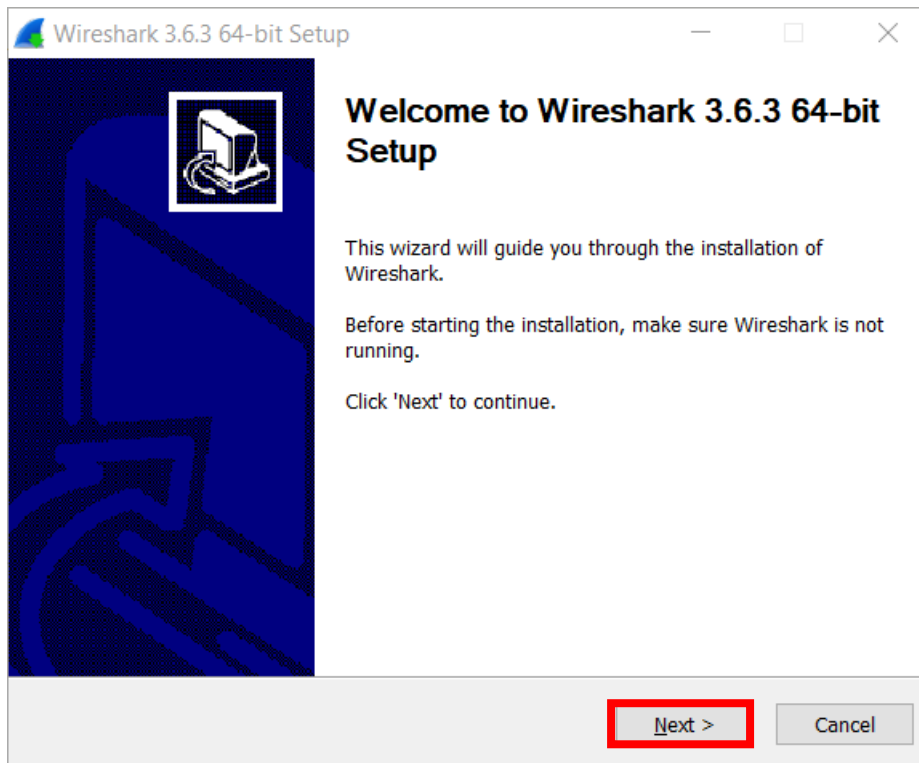 Wireshark 3.6.3 64-bit Setup
Welcome to Wireshark 3.6.3 64-bit
Setup
This wizard will guide you through the installation of
Wireshark.
Before starting the installation, make sure Wireshark is not
running.
Click 'Next' to continue.
Next >
Cancel